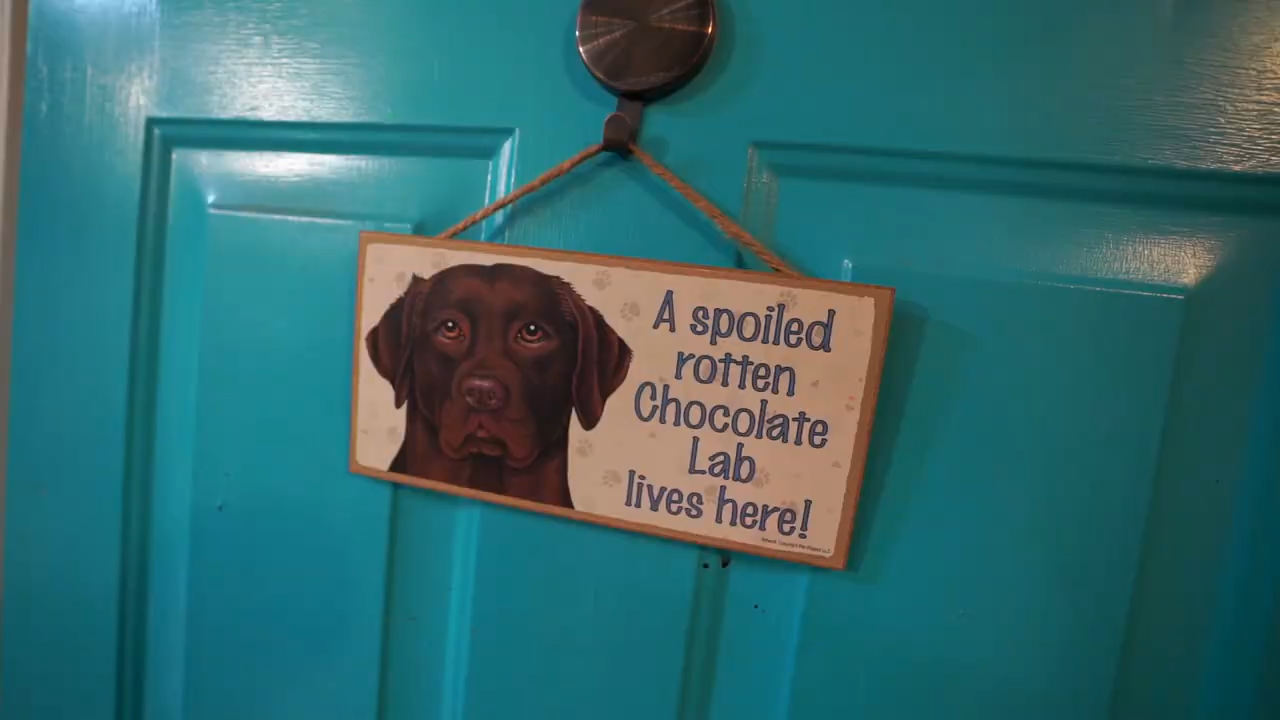 A spoiled
rotten
Chocolate
Lab
lives here!